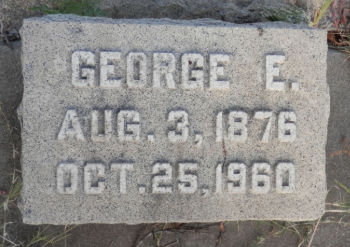 GEORGE E.
AUG. 3, 1876
OCT. 25, 1960